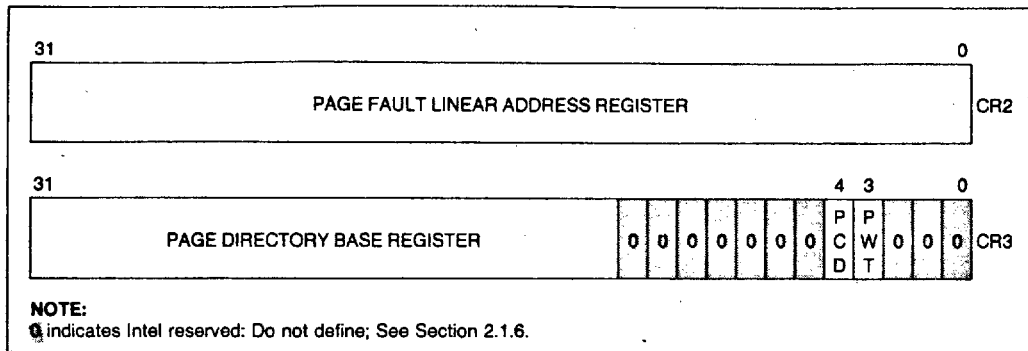 31 0
PAGE FAULT LINEAR ADDRESS REGISTER CR2
31 4 3 0
PAGE DIRECTORY BASE REGISTER 0 0 0 0 0 0 0 PCD PWT 0 0 0 CR3
NOTE:
0 indicates Intel reserved: Do not define; See Section 2.1.6.